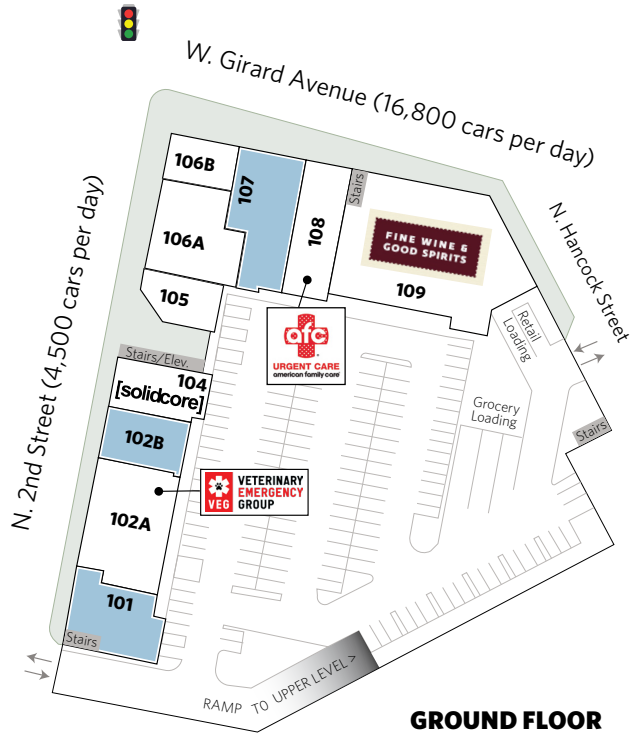 W. Girard Avenue (16,800 cars per day)
N. 2nd Street (4,500 cars per day)
N. Hancock Street
106B
107
108
Stairs
106A
FINE WINE &
GOOD SPIRITS
109
105
Retail
Loading
afc
URGENT CARE
american family care
Stairs/Elev.
104
[solidcore]
Grocery
Loading
Stairs
102B
VEG
VETERINARY
EMERGENCY
GROUP
102A
101
Stairs
RAMP TO UPPER LEVEL >
GROUND FLOOR